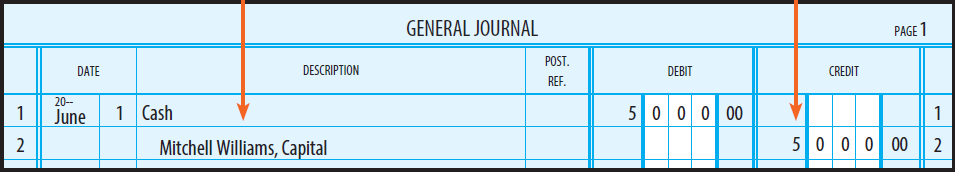 GENERAL JOURNAL PAGE 1
DATE DESCRIPTION POST. REF. DEBIT CREDIT
20--
1 June 1 Cash 5 0 0 0 00 1
2 Mitchell Williams, Capital 5 0 0 0 00 2